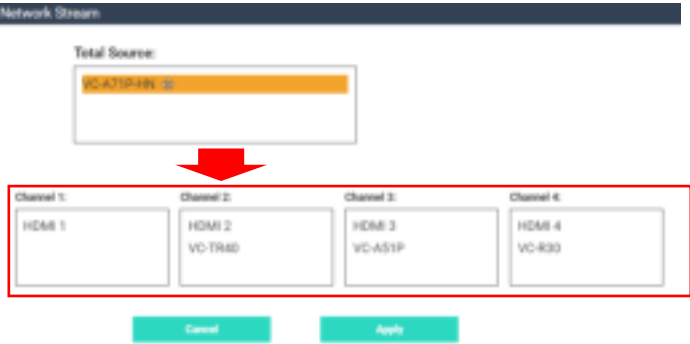 Network Stream
Total Source:
VC-A71P-HN
Channel 1:
Channel 2:
Channel 3:
Channel 4:
HDMI 1
HDMI 2
HDMI 3
HDMI 4
VC-TR40
VC-A51P
VC-R30
Cancel
Apply